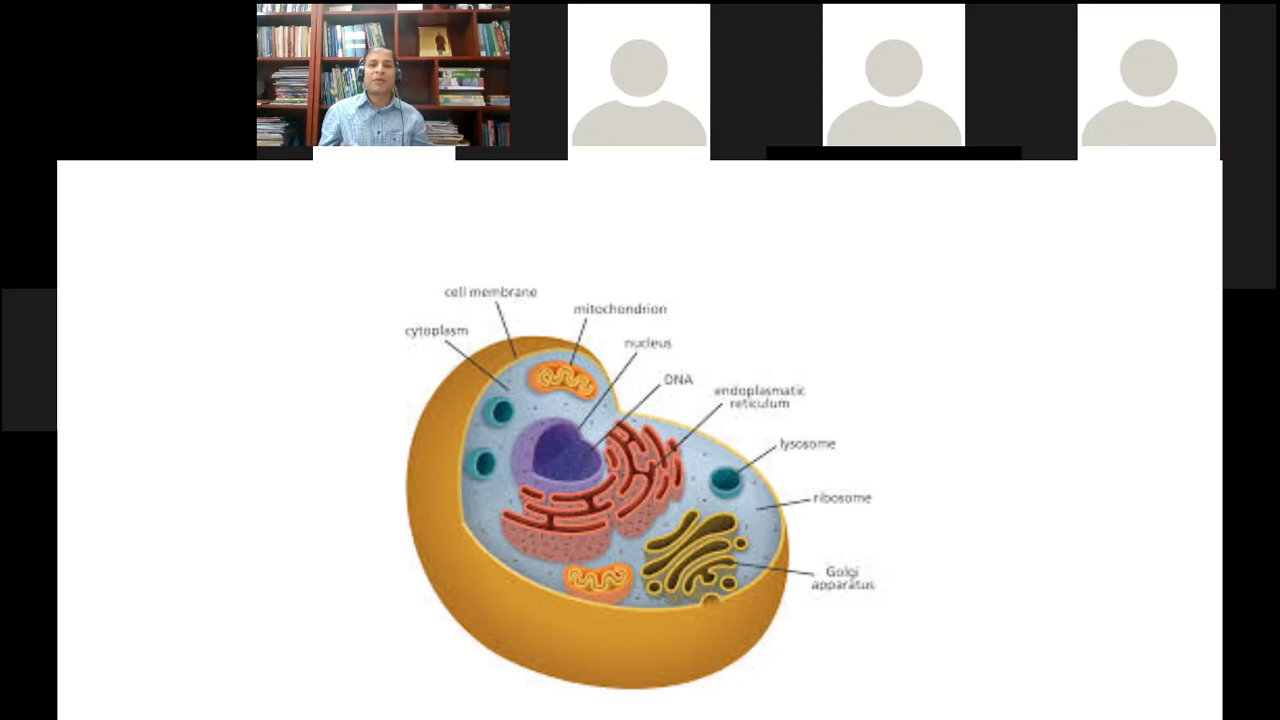 cell membrane
mitochondrion
cytoplasm
nucleus
DNA
endoplasmatic
reticulum
lysosome
ribosome
Golgi
apparatus